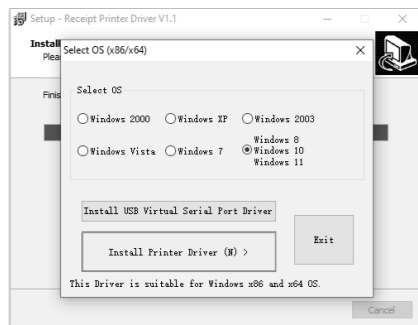 Setup - Receipt Printer Driver V1.1
Install
Select OS (x86/x64)
Plea
Finis
Select OS
Windows 2000 Windows XP Windows 2003
Windows Vista Windows 7 Windows 8
Windows 10
Windows 11
Install USB Virtual Serial Port Driver
Install Printer Driver (N) >
Exit
This Driver is suitable for Windows x86 and x64 OS.
Cancel